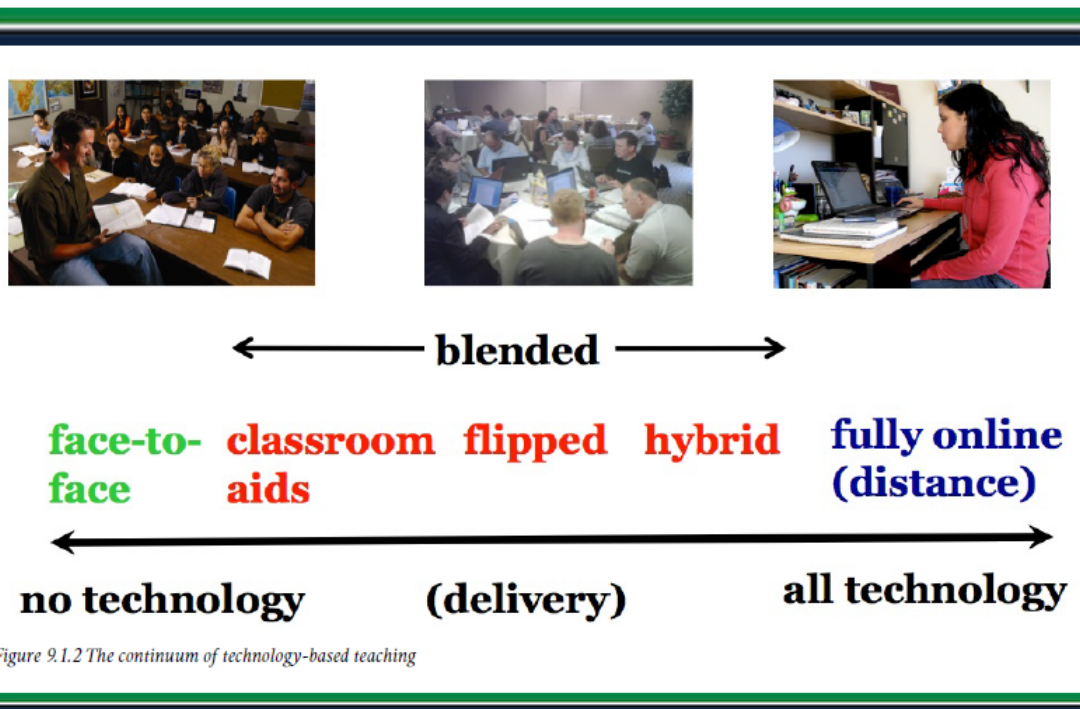 blended
face-to- classroom flipped hybrid fully online
face aids (distance)
no technology (delivery) all technology
Figure 9.1.2 The continuum of technology-based teaching